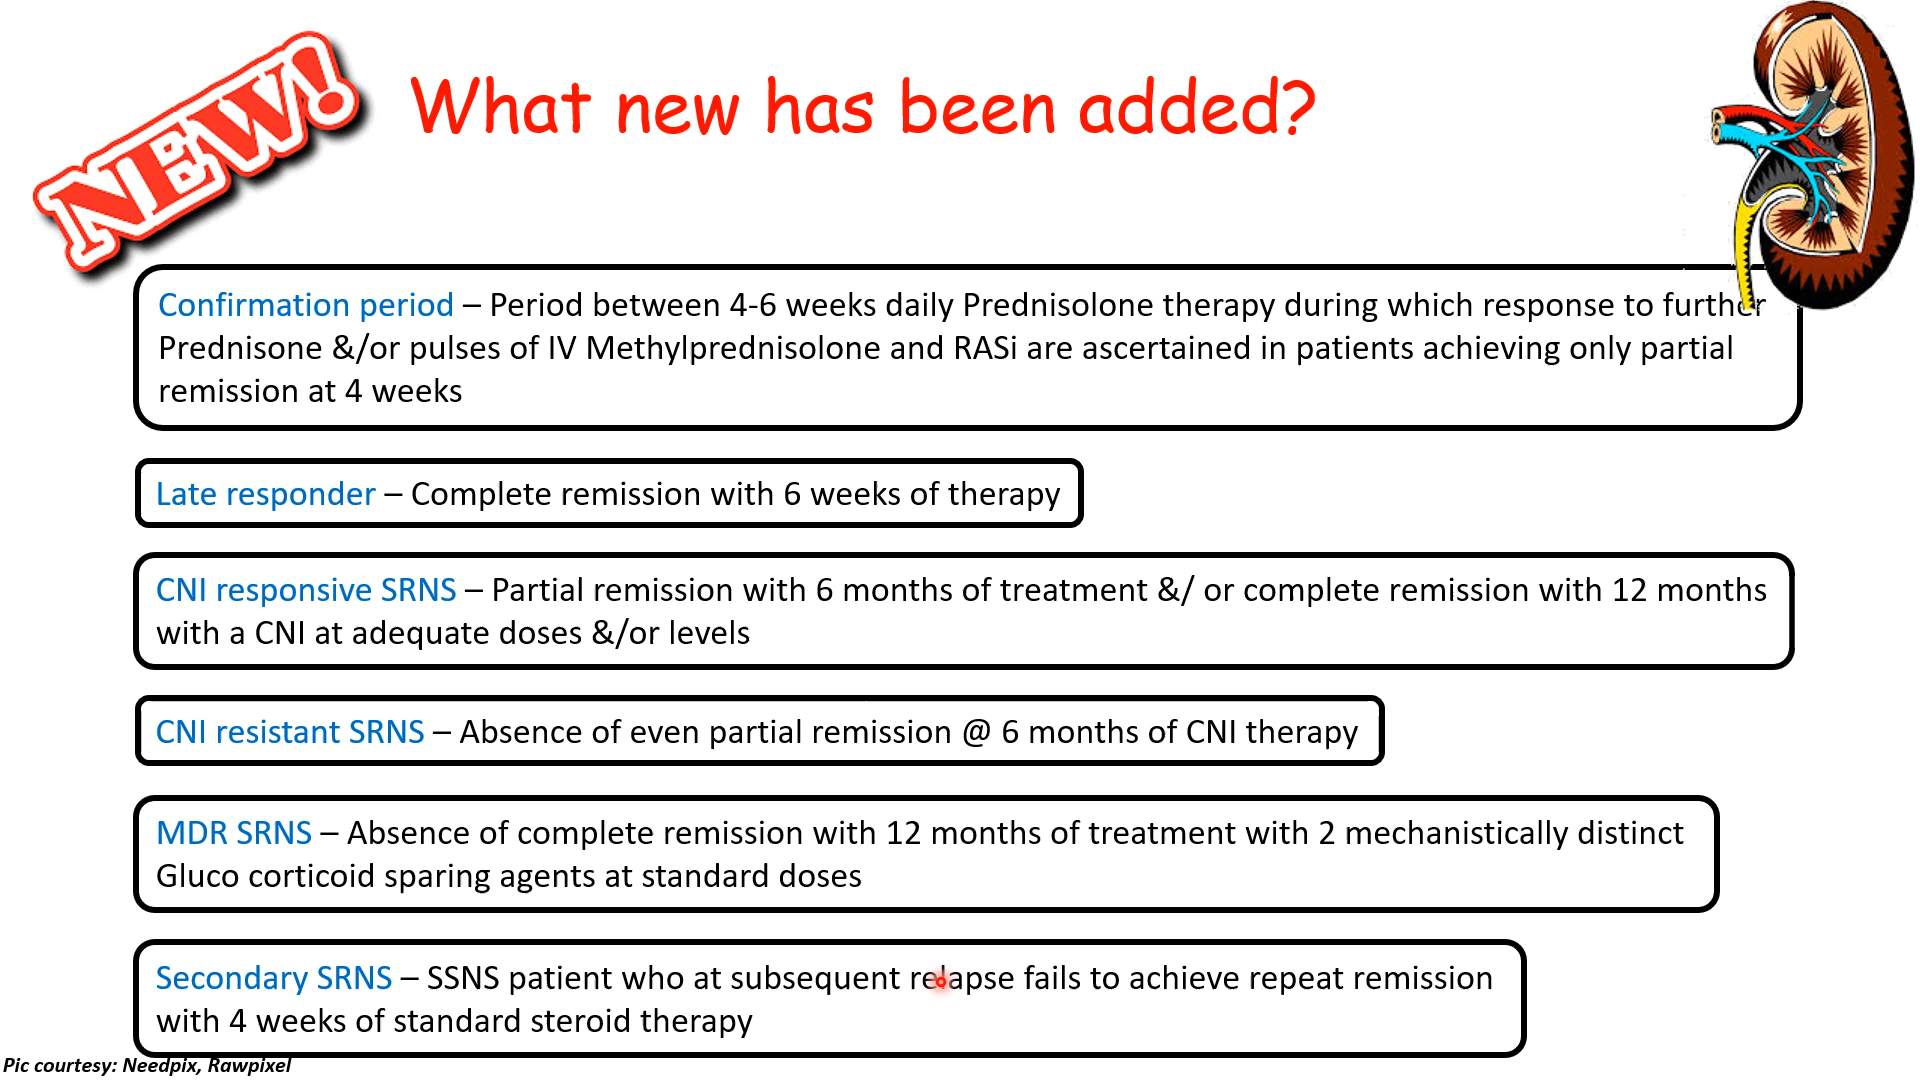 NEW!
What new has been added?
Confirmation period – Period between 4-6 weeks daily Prednisolone therapy during which response to further
Prednisone &/or pulses of IV Methylprednisolone and RASi are ascertained in patients achieving only partial
remission at 4 weeks
Late responder – Complete remission with 6 weeks of therapy
CNI responsive SRNS – Partial remission with 6 months of treatment &/ or complete remission with 12 months
with a CNI at adequate doses &/or levels
CNI resistant SRNS – Absence of even partial remission @ 6 months of CNI therapy
MDR SRNS – Absence of complete remission with 12 months of treatment with 2 mechanistically distinct
Gluco corticoid sparing agents at standard doses
Secondary SRNS – SSNS patient who at subsequent relapse fails to achieve repeat remission
with 4 weeks of standard steroid therapy
Pic courtesy: Needpix, Rawpixel